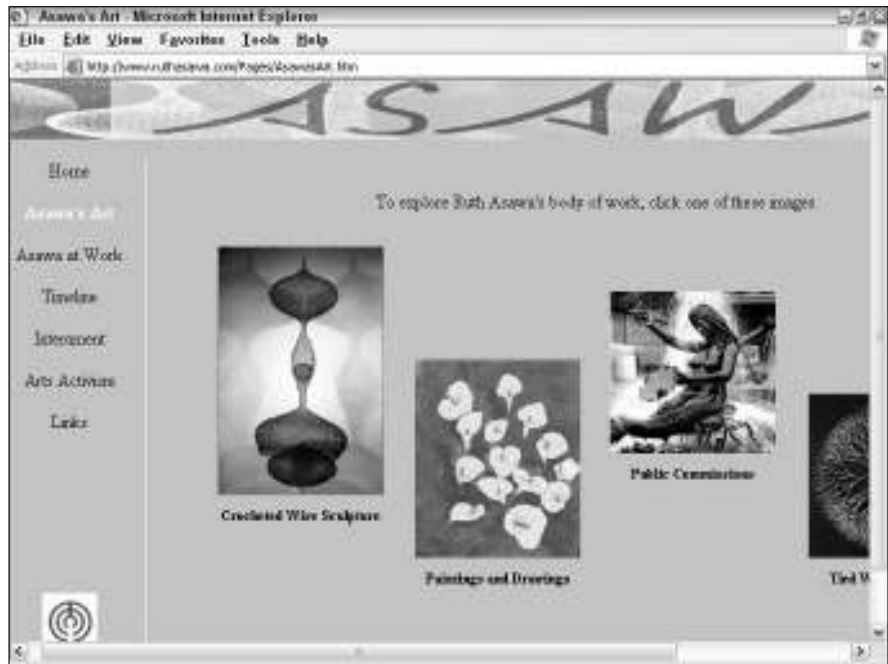 Asawa's Art - Microsoft Internet Explorer
File Edit View Favorites Tools Help
Address http://www.ruthasawa.com/Pages/AsawasArt.htm
ASAW
Home
To explore Ruth Asawa's body of work, click one of these images
Asawa's Art
Asawa at Work
Timeline
Internment
Arts Activism
Links
Public Commissions
Crocheted Wire Sculpture
Paintings and Drawings
Tied W